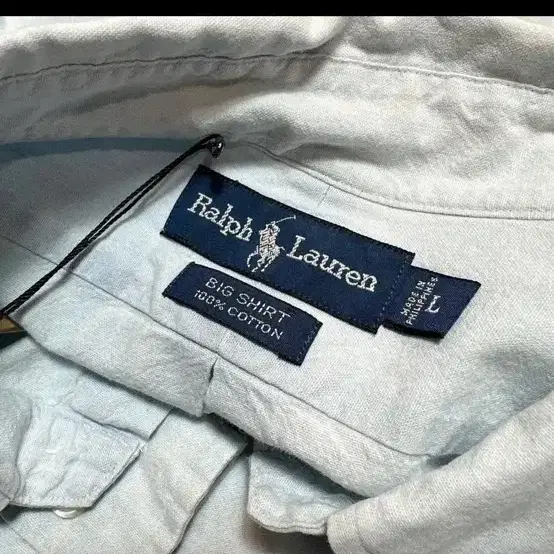 Ralph Lauren
BIG SHIRT
100% COTTON
MADE IN
PHILIPPINES
L